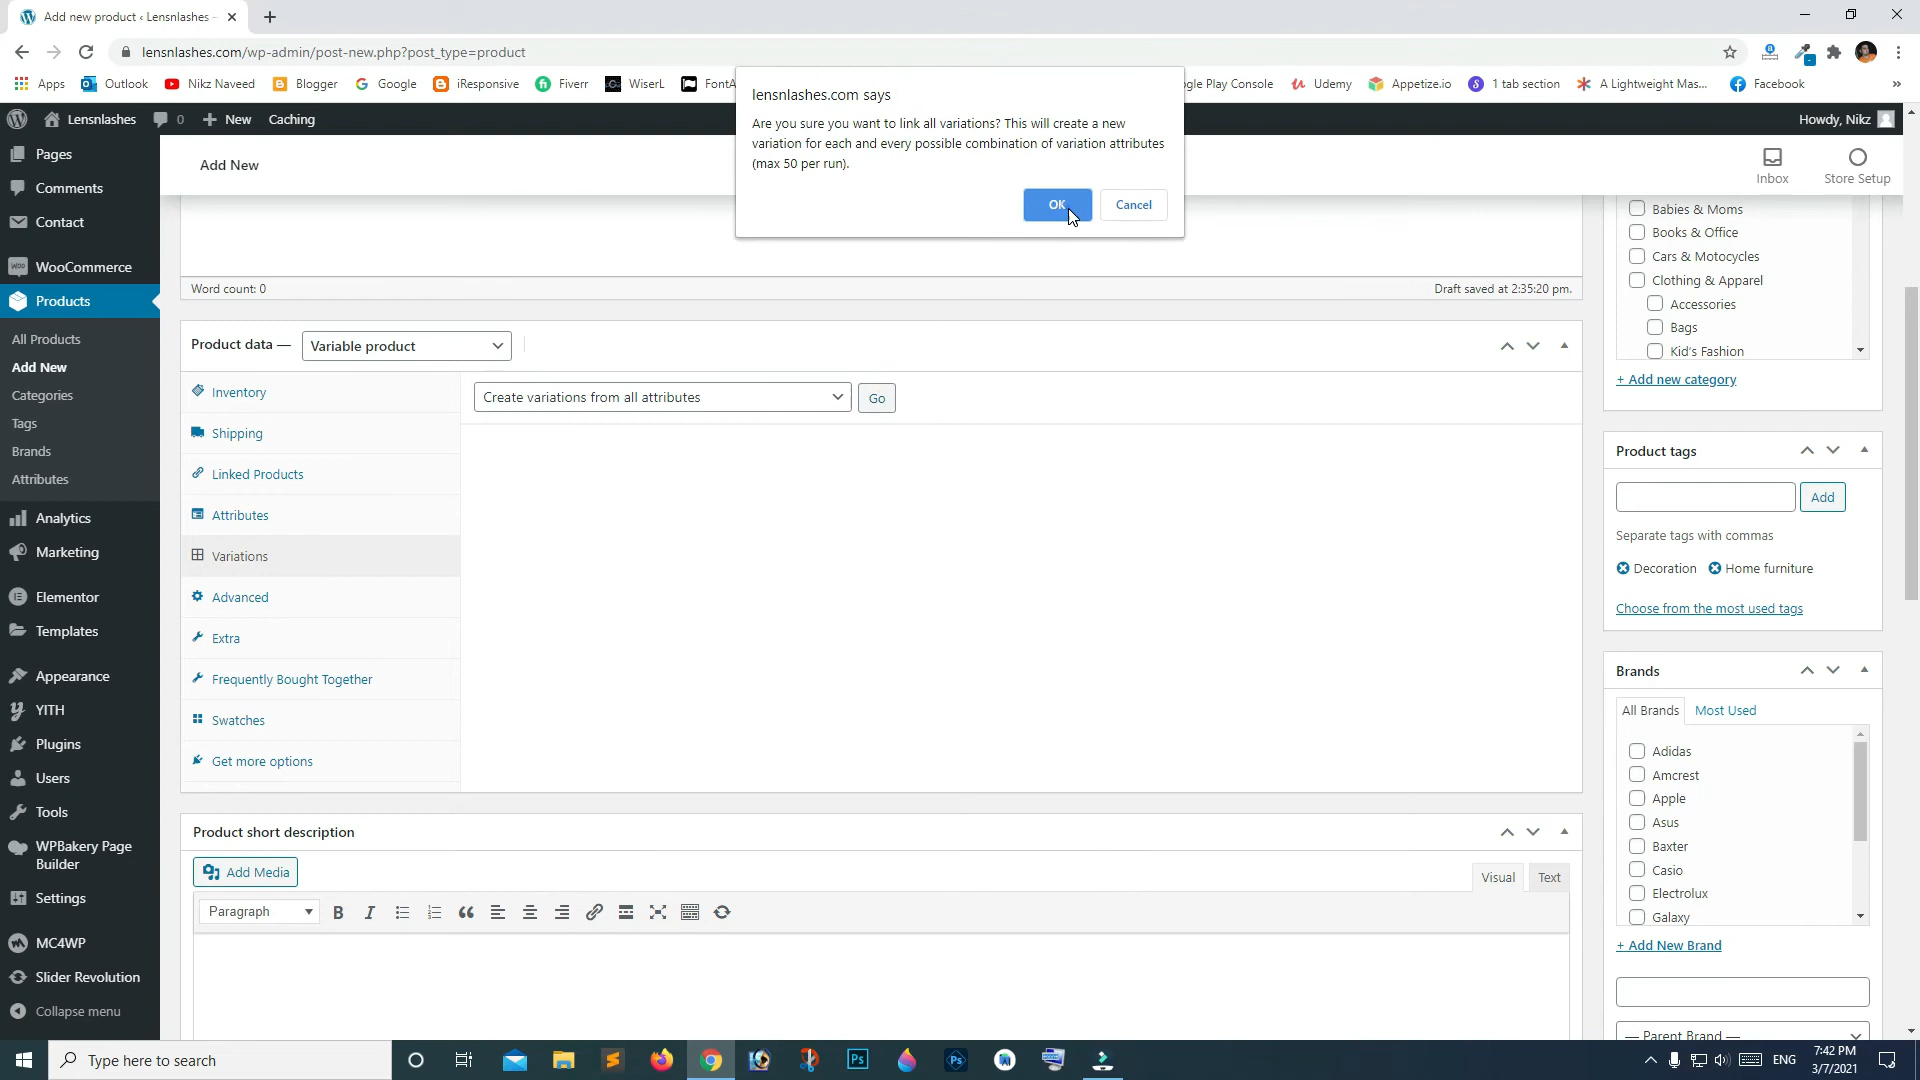 Add new product ‹ Lensnlashes -
lensnlashes.com/wp-admin/post-new.php?post_type=product
Apps
Outlook
Nikz Naveed
Blogger
Google
iResponsive
Fiverr
WiserL
FontA
gle Play Console
Udemy
Appetize.io
1 tab section
A Lightweight Mas...
Facebook
»
lensnlashes.com says
Are you sure you want to link all variations? This will create a new
variation for each and every possible combination of variation attributes
(max 50 per run).
OK
Cancel
Lensnlashes
0
New
Caching
Howdy, Nikz
Add New
Inbox
Store Setup
Pages
Comments
Contact
WooCommerce
Products
All Products
Add New
Categories
Tags
Brands
Attributes
Analytics
Marketing
Elementor
Templates
Appearance
YITH
Plugins
Users
Tools
WPBakery Page
Builder
Settings
MC4WP
Slider Revolution
Collapse menu
Word count: 0
Draft saved at 2:35:20 pm.
Product data —
Variable product
Inventory
Shipping
Linked Products
Attributes
Variations
Advanced
Extra
Frequently Bought Together
Swatches
Get more options
Create variations from all attributes
Go
Product short description
Add Media
Visual
Text
Paragraph
Babies & Moms
Books & Office
Cars & Motocycles
Clothing & Apparel
Accessories
Bags
Kid's Fashion
+ Add new category
Product tags
Add
Separate tags with commas
Decoration
Home furniture
Choose from the most used tags
Brands
All Brands
Most Used
Adidas
Amcrest
Apple
Asus
Baxter
Casio
Electrolux
Galaxy
+ Add New Brand
— Parent Brand —
Type here to search
Ps
Ps
ENG
7:42 PM
3/7/2021